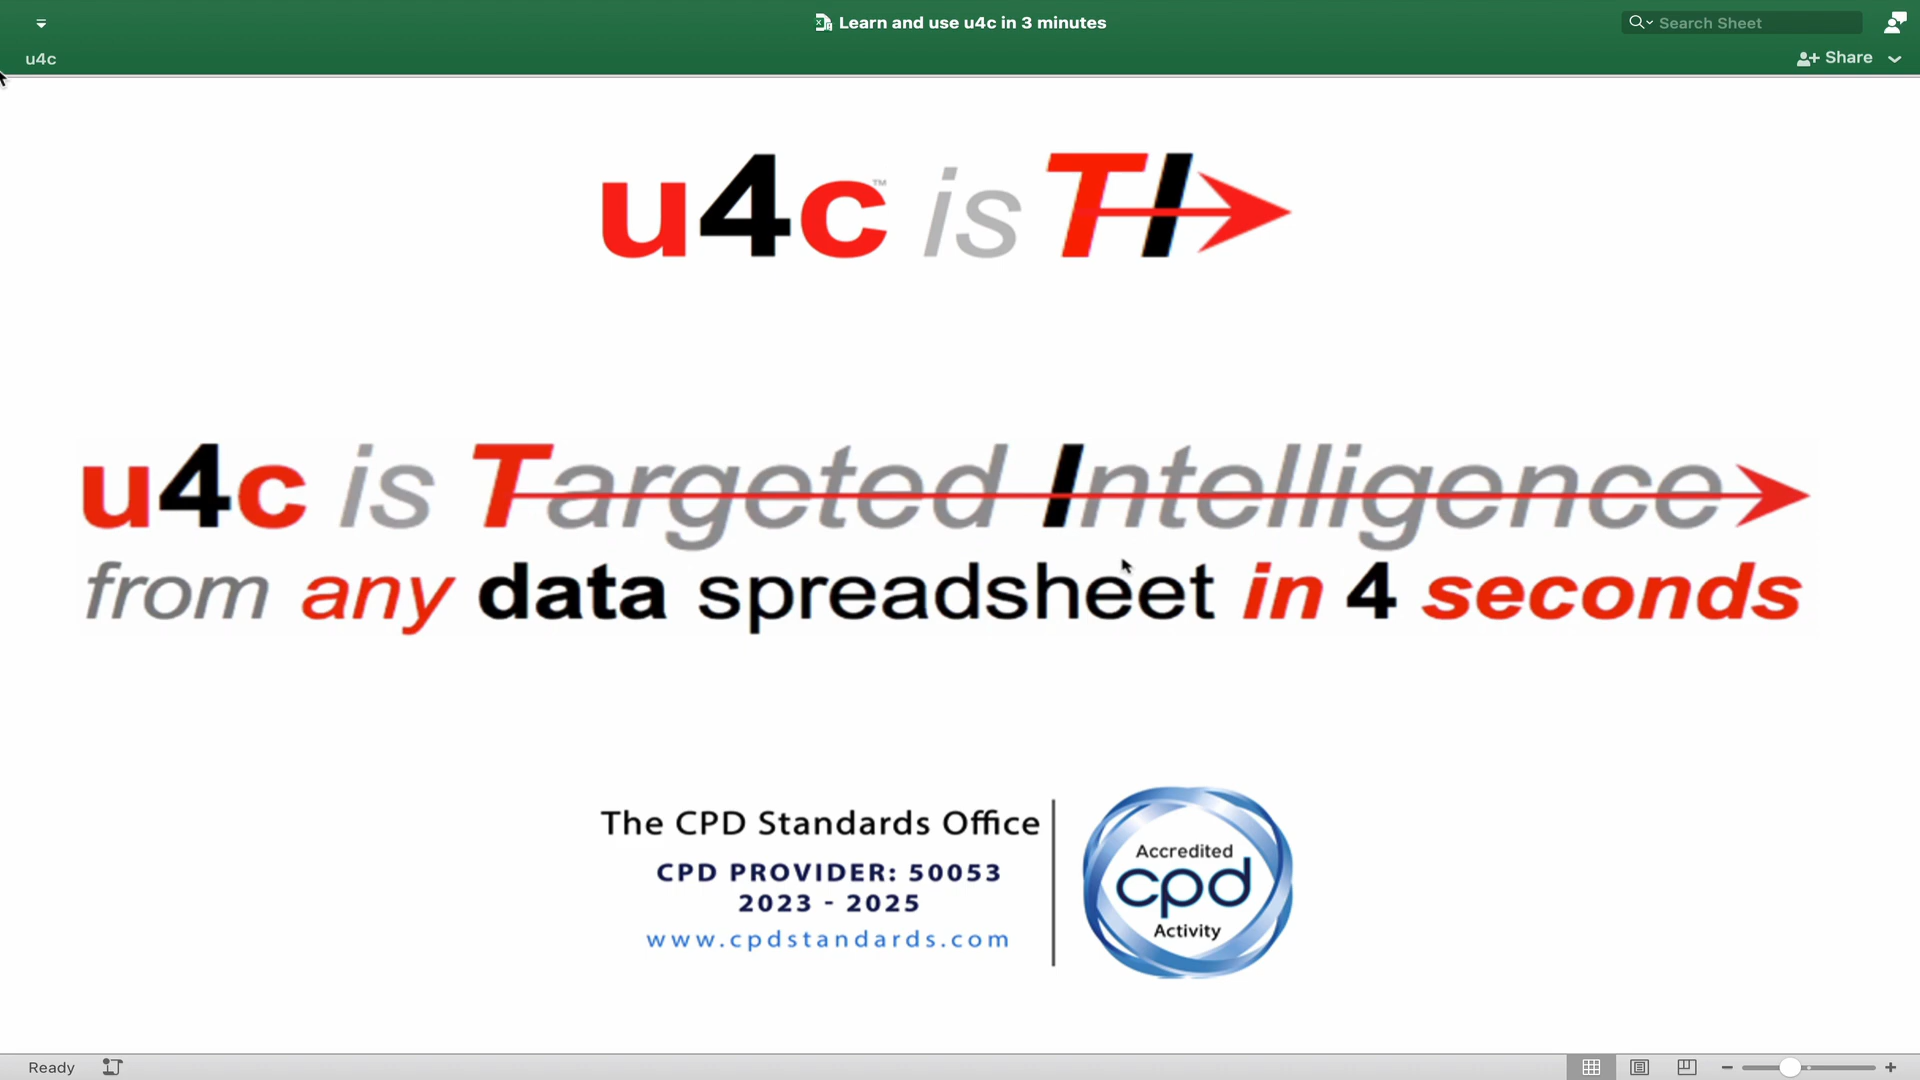 Learn and use u4c in 3 minutes
Search Sheet
u4c
Share
u4c™ is TI
u4c is Targeted Intelligence
from any data spreadsheet in 4 seconds
The CPD Standards Office
CPD PROVIDER: 50053
2023 - 2025
www.cpdstandards.com
Accredited
cpd
Activity
Ready